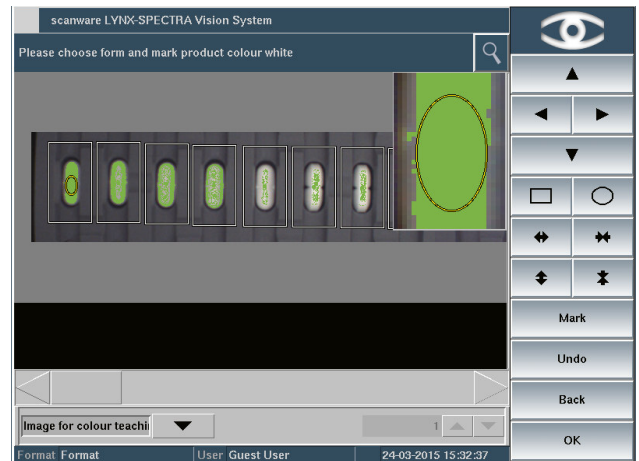 scanware LYNX-SPECTRA Vision System
Please choose form and mark product colour white
Mark
Undo
Back
OK
Image for colour teachi
1
Format Format
User Guest User
24-03-2015 15:32:37